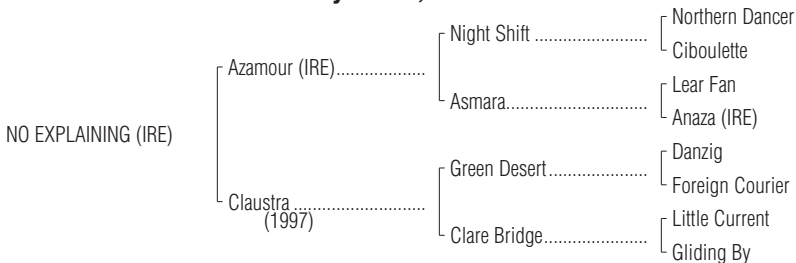 Northern Dancer
Night Shift ........................
Ciboulette
Azamour (IRE)...................
Lear Fan
Asmara..............................
Anaza (IRE)
NO EXPLAINING (IRE)
Danzig
Green Desert.....................
Foreign Courier
Claustra ............................
(1997)
Little Current
Clare Bridge......................
Gliding By